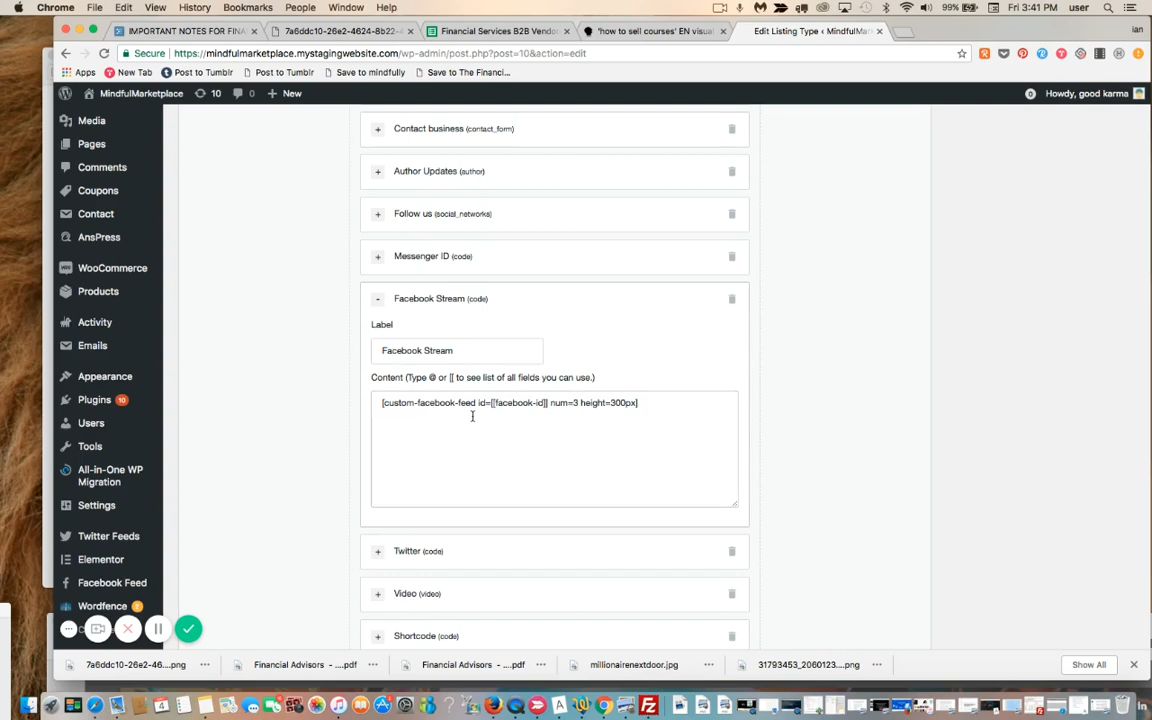 Chrome File Edit View History Bookmarks People Window Help 99% Fri 3:41 PM user
IMPORTANT NOTES FOR FINA
7a6ddc10-26e2-4624-8b22-4
Financial Services B2B Vendo
'how to sell courses' EN visual
Edit Listing Type ‹ MindfulMar
ian
Secure https://mindfulmarketplace.mystagingwebsite.com/wp-admin/post.php?post=10&action=edit
Apps New Tab Post to Tumblr Post to Tumblr Save to mindfully Save to The Financi...
MindfulMarketplace 10 0 + New 0 Howdy, good karma
Media
Pages
Comments
Coupons
Contact
AnsPress
WooCommerce
Products
Activity
Emails
Appearance
Plugins 10
Users
Tools
All-in-One WP
Migration
Settings
Twitter Feeds
Elementor
Facebook Feed
Wordfence 2
+ Contact business (contact_form)
+ Author Updates (author)
+ Follow us (social_networks)
+ Messenger ID (code)
- Facebook Stream (code)
Label
Facebook Stream
Content (Type @ or [[ to see list of all fields you can use.)
[custom-facebook-feed id=[[facebook-id]] num=3 height=300px]
+ Twitter (code)
+ Video (video)
+ Shortcode (code)
7a6ddc10-26e2-46....png
Financial Advisors - ....pdf
Financial Advisors - ....pdf
millionairenextdoor.jpg
31793453_2060123....png
Show All